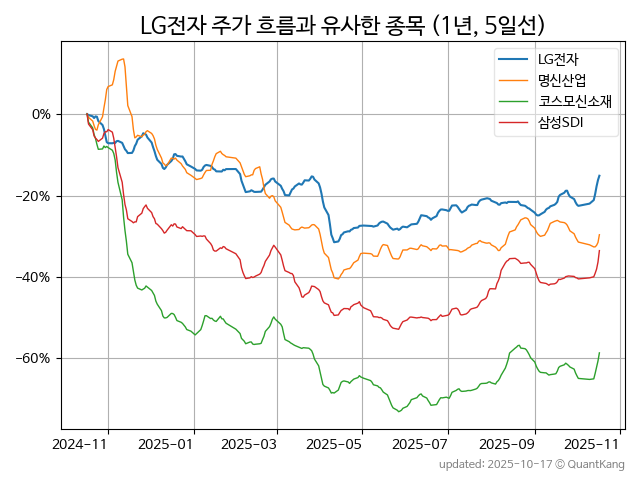 LG전자 주가 흐름과 유사한 종목 (1년, 5일선)
LG전자
명신산업
코스모신소재
삼성SDI
0%
−20%
−40%
−60%
2024-11 2025-01 2025-03 2025-05 2025-07 2025-09 2025-11
updated: 2025-10-17 © QuantKang